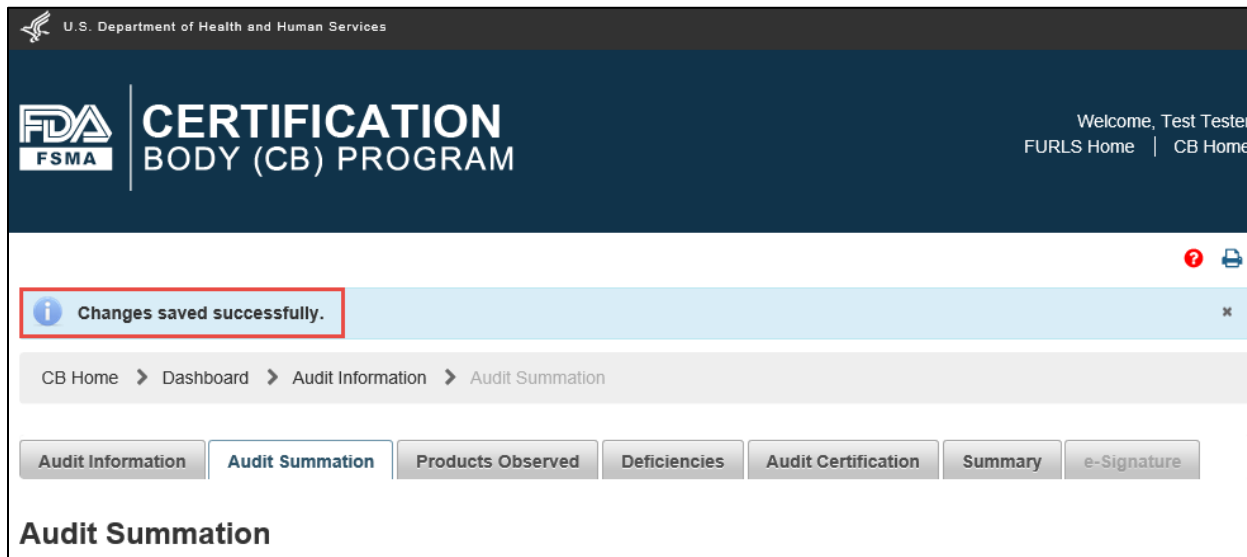 U.S. Department of Health and Human Services
FDA
FSMA
CERTIFICATION
BODY (CB) PROGRAM
Welcome, Test Tester
FURLS Home | CB Home
Changes saved successfully.
CB Home > Dashboard > Audit Information > Audit Summation
Audit Information Audit Summation Products Observed Deficiencies Audit Certification Summary e-Signature
Audit Summation